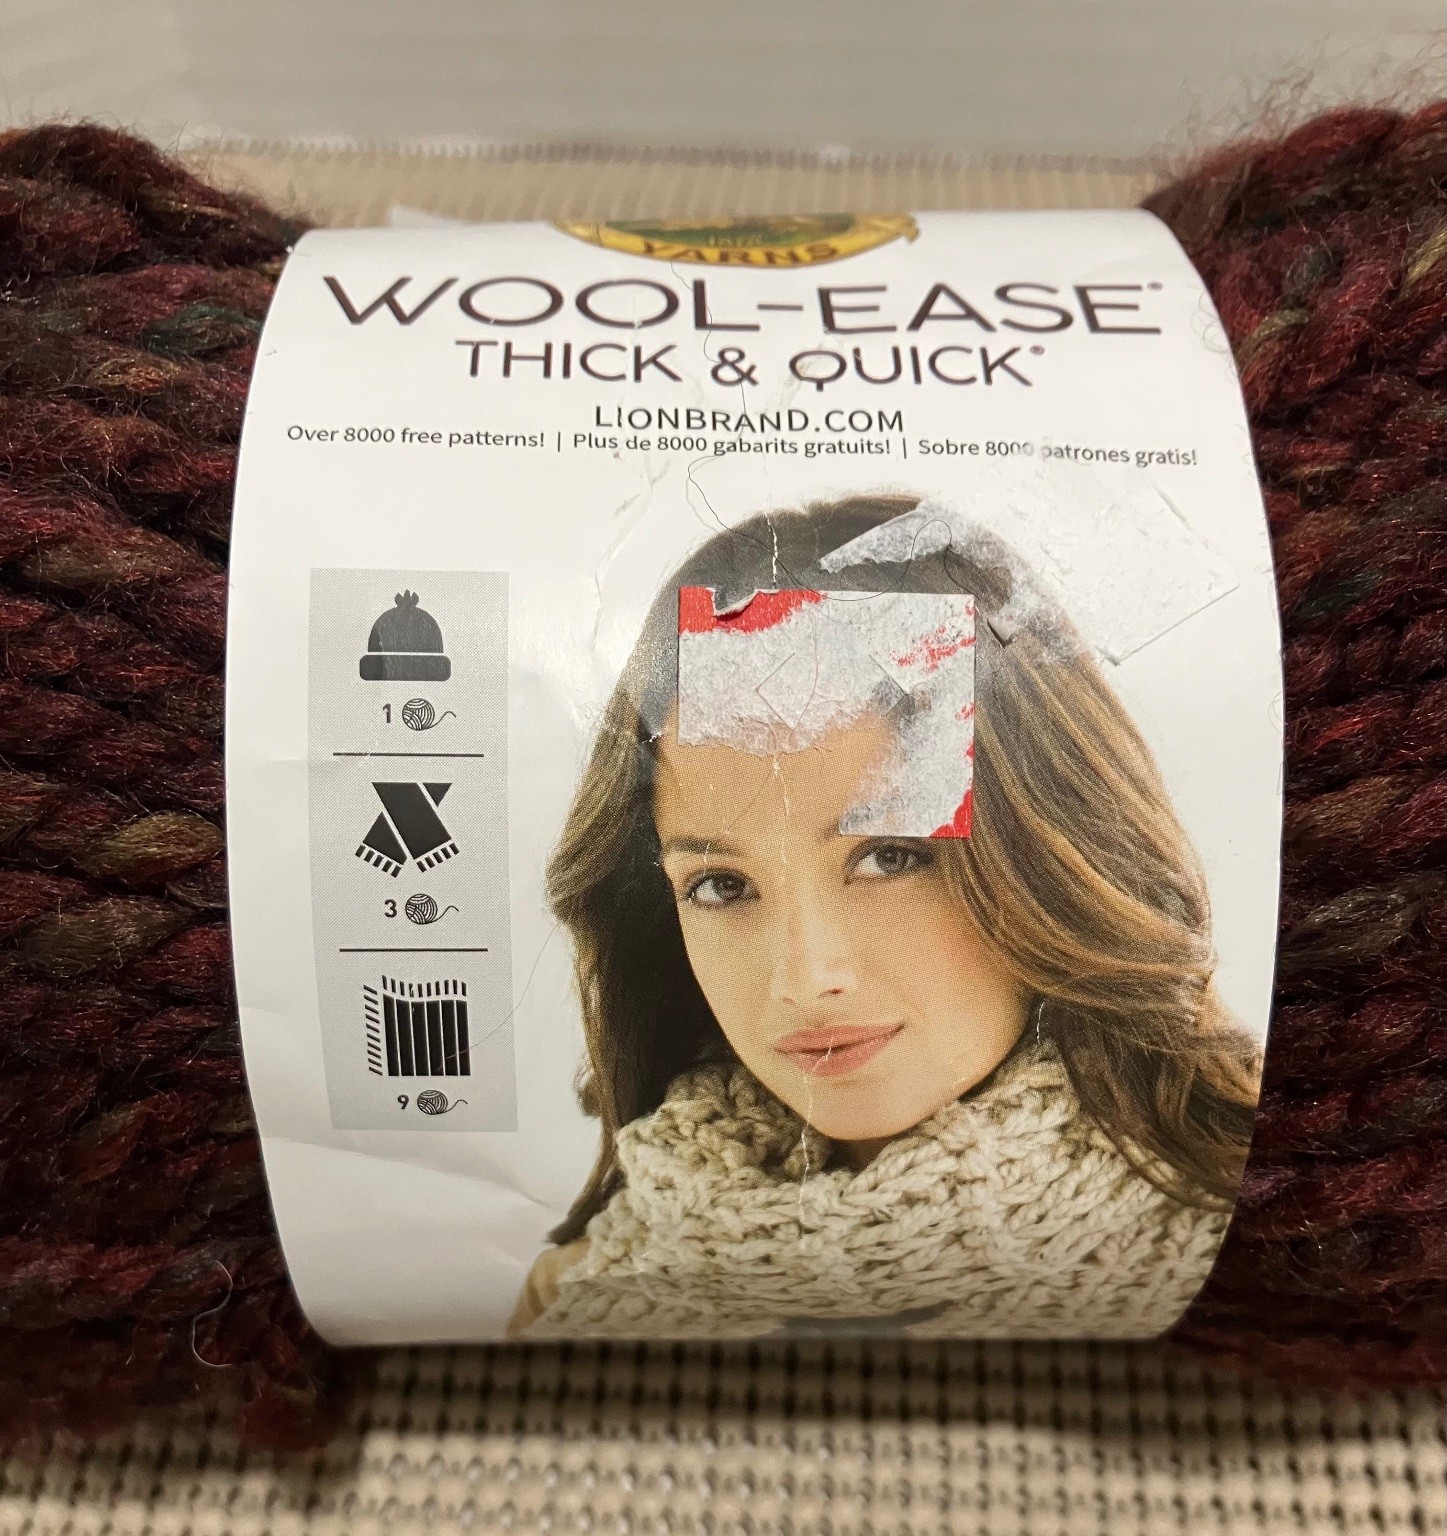 YARNS
WOOL-EASE®
THICK & QUICK®
LIONBRAND.COM
Over 8000 free patterns! | Plus de 8000 gabarits gratuits! | Sobre 8000 patrones gratis!
1
3
9